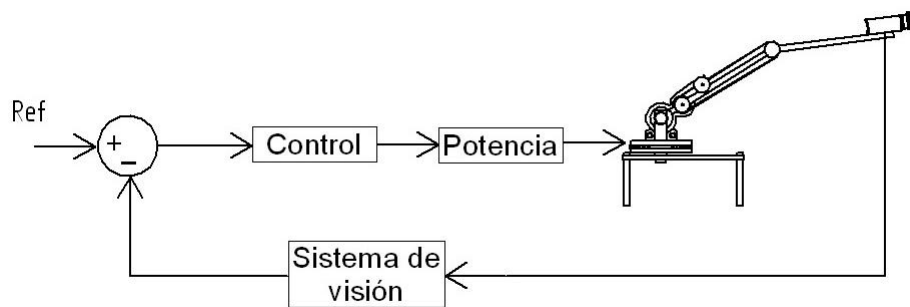 Ref
+
−
Control
Potencia
Sistema de
visión